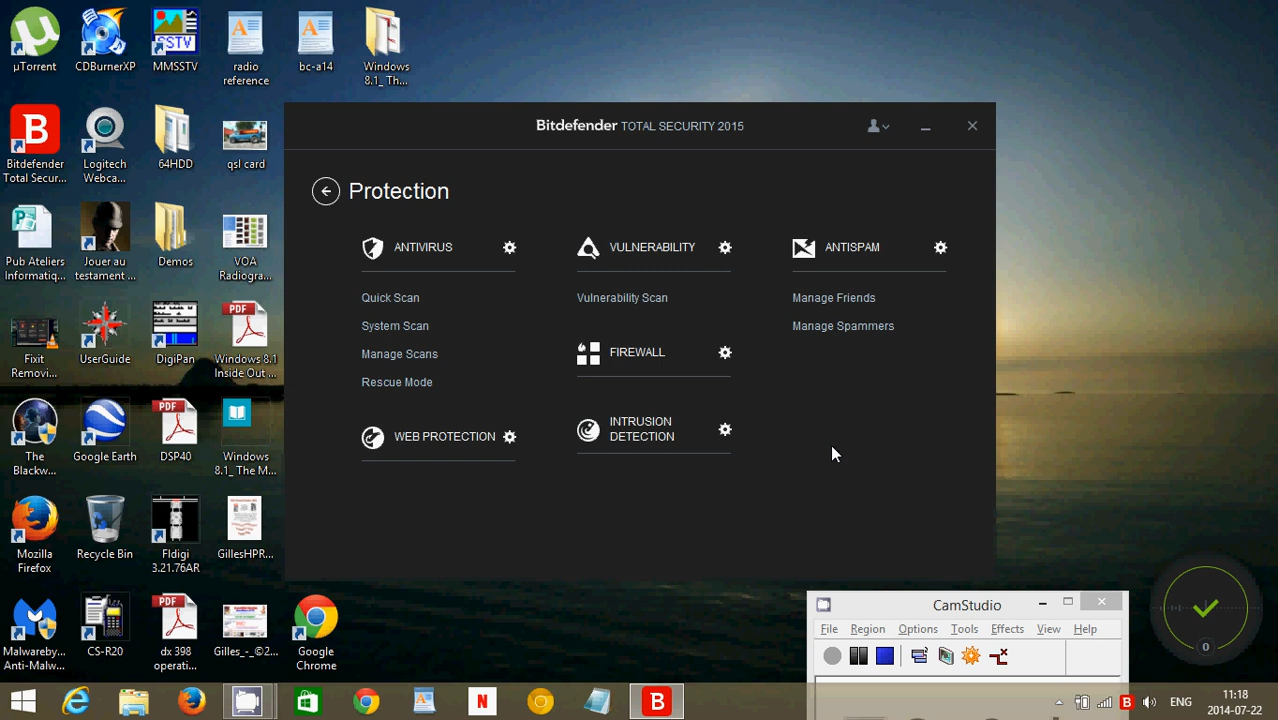 µTorrent
CDBurnerXP
SSTV
MMSSTV
radio
reference
bc-a14
Windows
8.1_ Th...
Bitdefender
Total Secur...
Logitech
Webca...
64HDD
qsl card
Pub Ateliers
Informatiq...
Jouer au
testament ...
Demos
VOA
Radiogra...
Fixit
Removi...
UserGuide
DigiPan
PDF
Windows 8.1
Inside Out ...
The
Blackw...
Google Earth
PDF
DSP40
Windows
8.1_ The M...
Mozilla
Firefox
Recycle Bin
Fldigi
3.21.76AR
GillesHPR...
Malwareby...
Anti-Malw...
CS-R20
PDF
dx 398
operati...
Gilles_-_©2...
Google
Chrome
Bitdefender TOTAL SECURITY 2015
Protection
ANTIVIRUS
Quick Scan
System Scan
Manage Scans
Rescue Mode
WEB PROTECTION
VULNERABILITY
Vulnerability Scan
FIREWALL
INTRUSION
DETECTION
ANTISPAM
Manage Friends
Manage Spammers
0
CamStudio
File Region Options Tools Effects View Help
N
B
B
ENG
11:18
2014-07-22